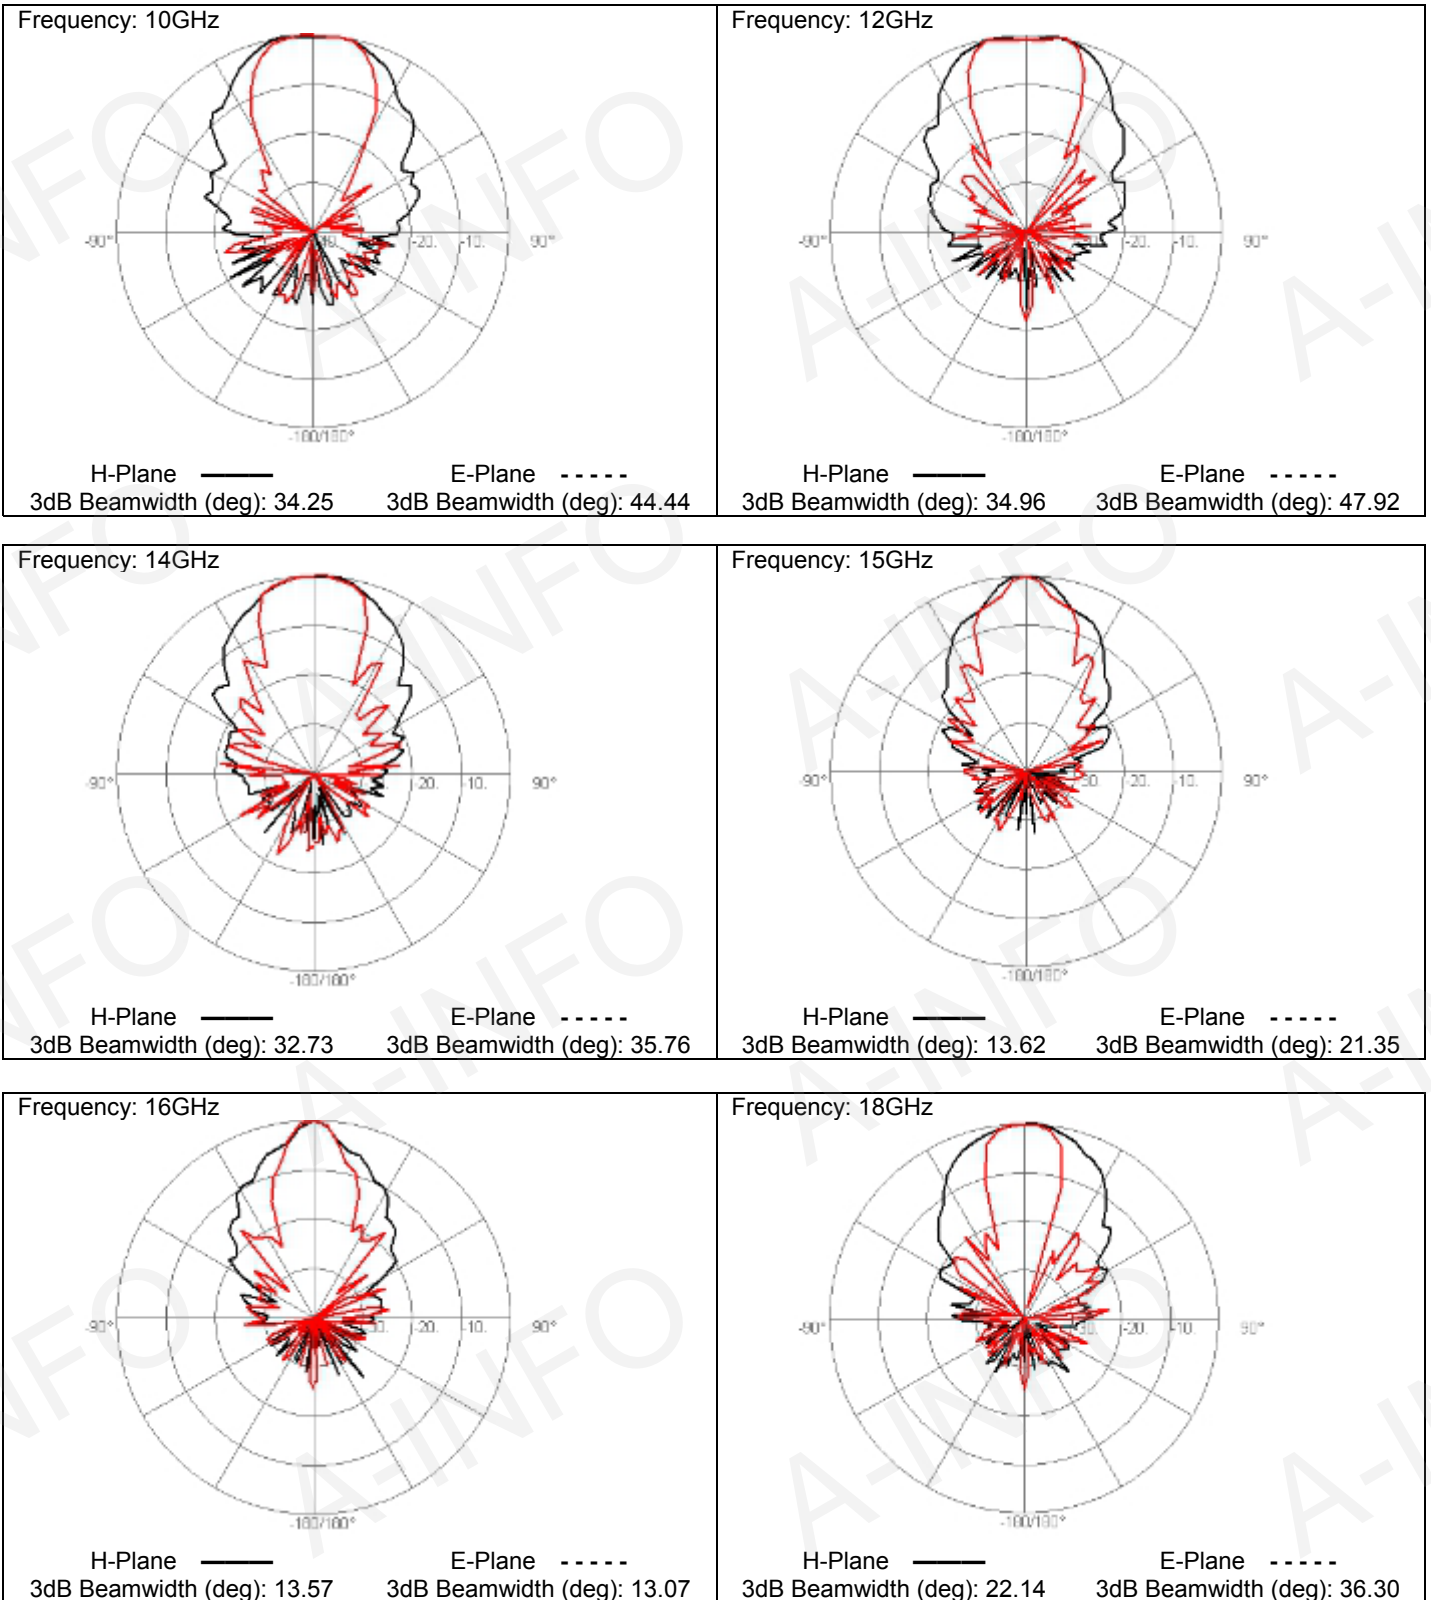 Frequency: 10GHz
-90° -40. -20. -10. 90°
-180/180°
H-Plane E-Plane
3dB Beamwidth (deg): 34.25 3dB Beamwidth (deg): 44.44
Frequency: 12GHz
-90° -20. -10. 90°
-180/180°
H-Plane E-Plane
3dB Beamwidth (deg): 34.96 3dB Beamwidth (deg): 47.92
Frequency: 14GHz
-90° -20. -10. 90°
-180/180°
H-Plane E-Plane
3dB Beamwidth (deg): 32.73 3dB Beamwidth (deg): 35.76
Frequency: 15GHz
-90° -30. -20. -10. 90°
-180/180°
H-Plane E-Plane
3dB Beamwidth (deg): 13.62 3dB Beamwidth (deg): 21.35
Frequency: 16GHz
-90° -30. -20. -10. 90°
-180/180°
H-Plane E-Plane
3dB Beamwidth (deg): 13.57 3dB Beamwidth (deg): 13.07
Frequency: 18GHz
-90° -30. -20. -10. 90°
-180/180°
H-Plane E-Plane
3dB Beamwidth (deg): 22.14 3dB Beamwidth (deg): 36.30
A-INFO